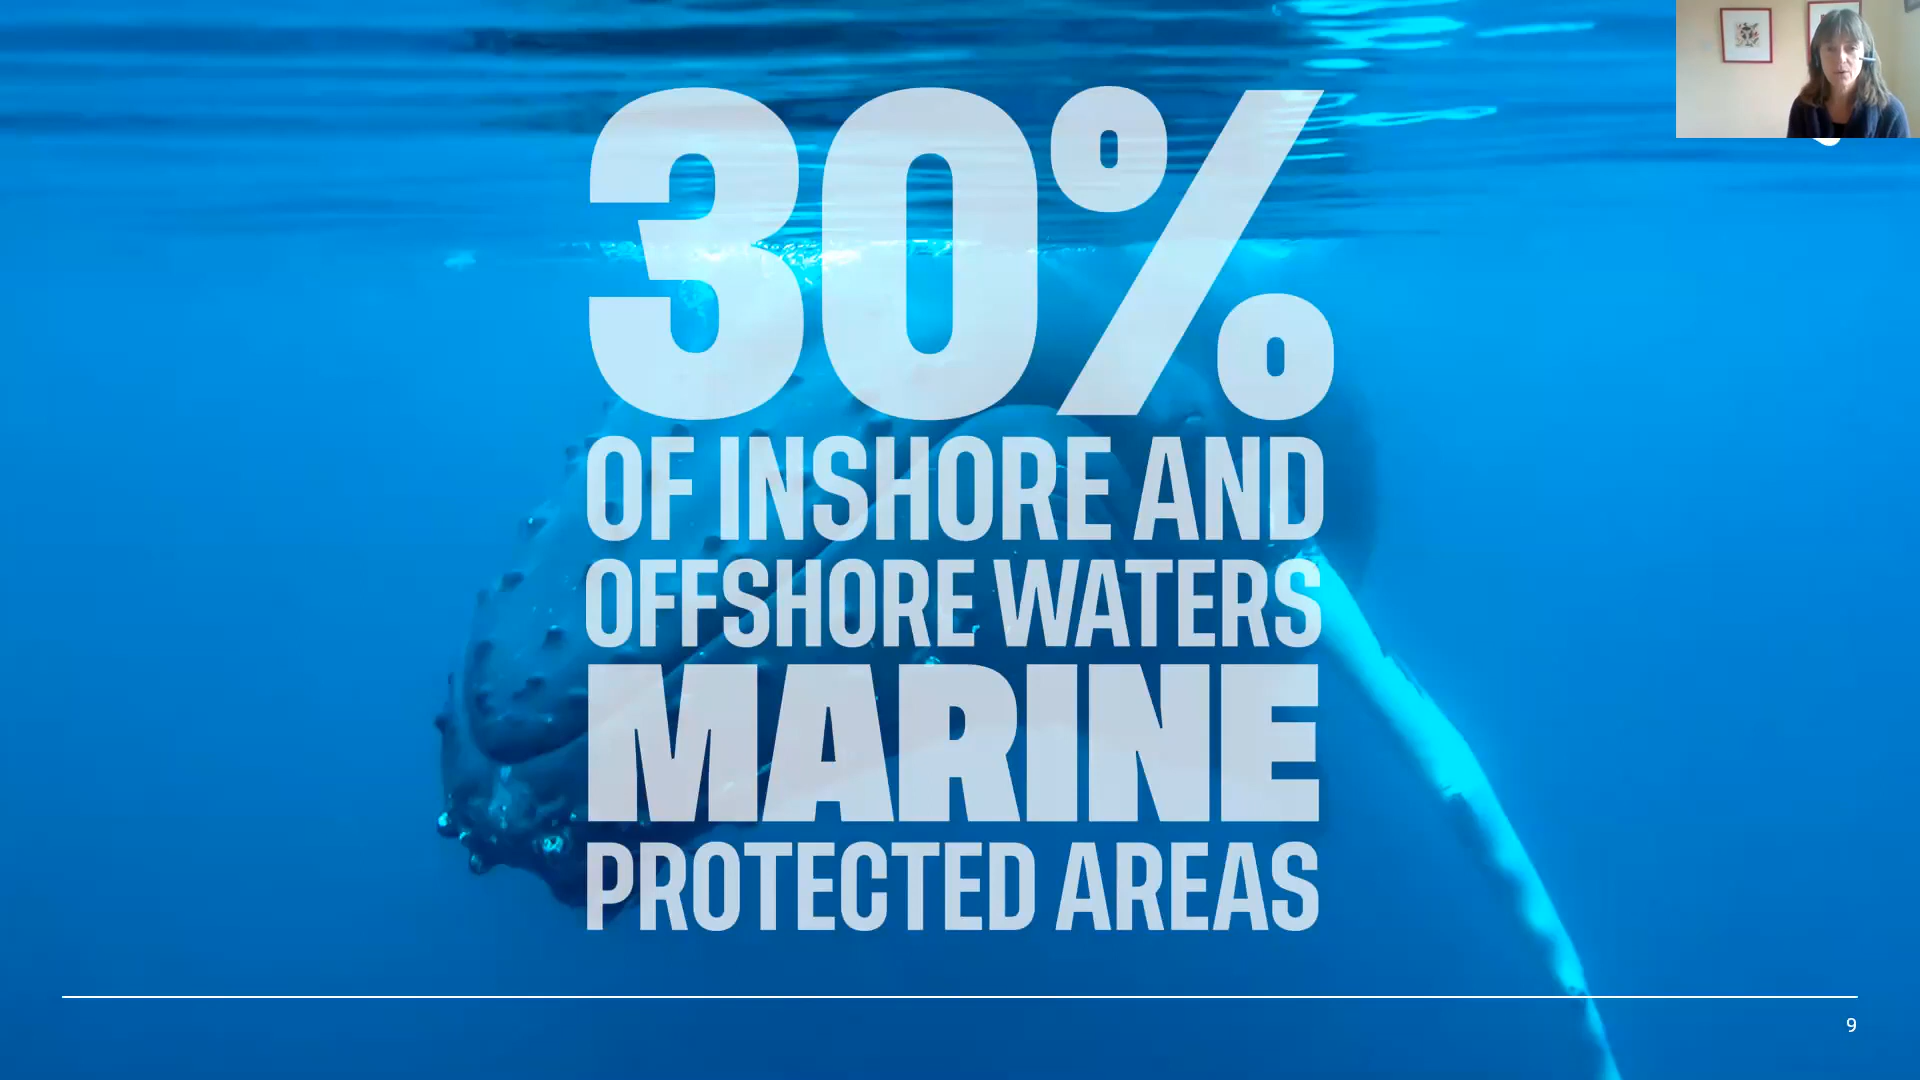 30%
OF INSHORE AND
OFFSHORE WATERS
MARINE
PROTECTED AREAS
9